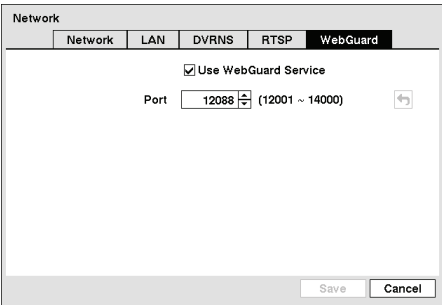 Network
Network LAN DVRNS RTSP WebGuard
Use WebGuard Service
Port 12088 (12001 ~ 14000)
Save Cancel